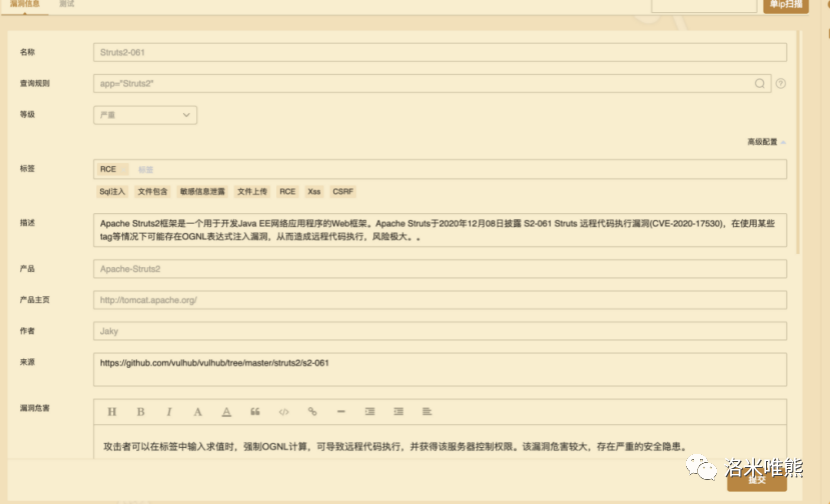 漏洞信息 测试
单ip扫描
名称 Struts2-061
查询规则 app="Struts2"
等级 严重
高级配置
标签 RCE 标签
Sql注入 文件包含 敏感信息泄露 文件上传 RCE Xss CSRF
描述 Apache Struts2框架是一个用于开发Java EE网络应用程序的Web框架。Apache Struts于2020年12月08日披露 S2-061 Struts 远程代码执行漏洞(CVE-2020-17530)，在使用某些
tag等情况下可能存在OGNL表达式注入漏洞，从而造成远程代码执行，风险极大。。
产品 Apache-Struts2
产品主页 http://tomcat.apache.org/
作者 Jaky
来源 https://github.com/vulhub/vulhub/tree/master/struts2/s2-061
漏洞危害 H B I A A
攻击者可以在标签中输入求值时，强制OGNL计算，可导致远程代码执行，并获得该服务器控制权限。该漏洞危害较大，存在严重的安全隐患。
洛米唯熊
提交